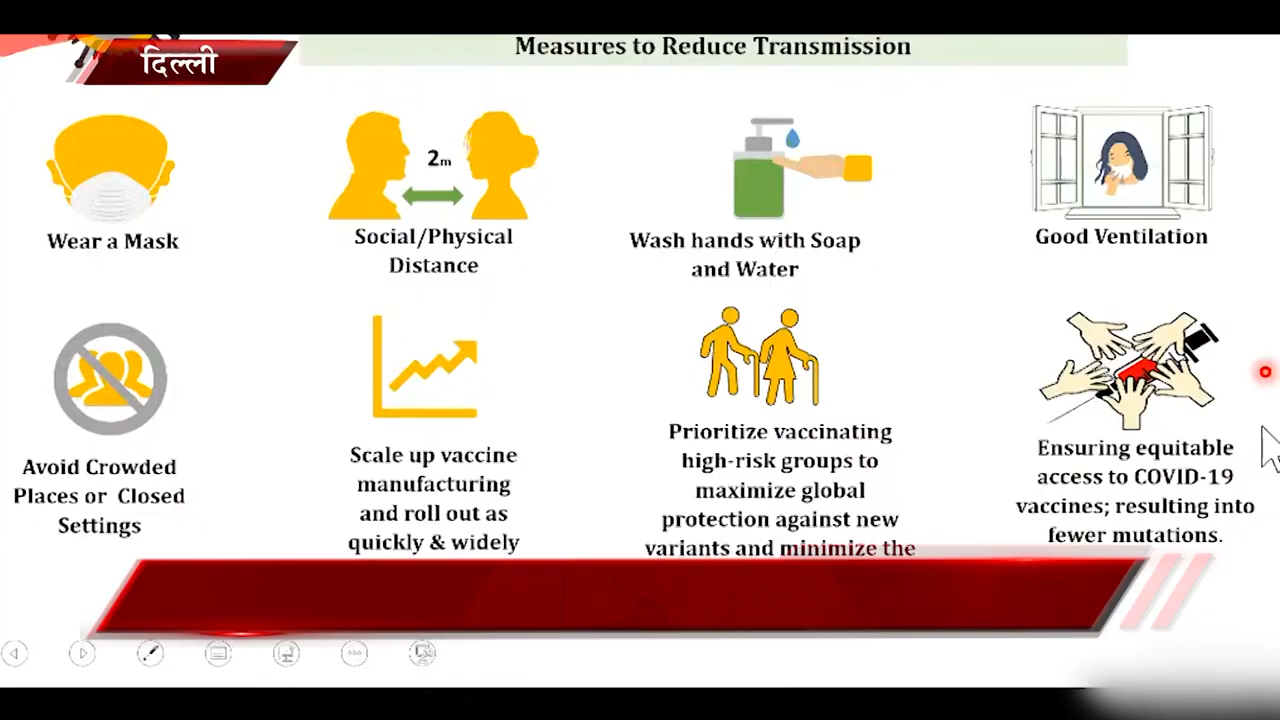 दिल्ली
Measures to Reduce Transmission
2m
Wear a Mask
Social/Physical
Distance
Wash hands with Soap
and Water
Good Ventilation
Avoid Crowded
Places or Closed
Settings
Scale up vaccine
manufacturing
and roll out as
quickly & widely
Prioritize vaccinating
high-risk groups to
maximize global
protection against new
variants and minimize the
Ensuring equitable
access to COVID-19
vaccines; resulting into
fewer mutations.